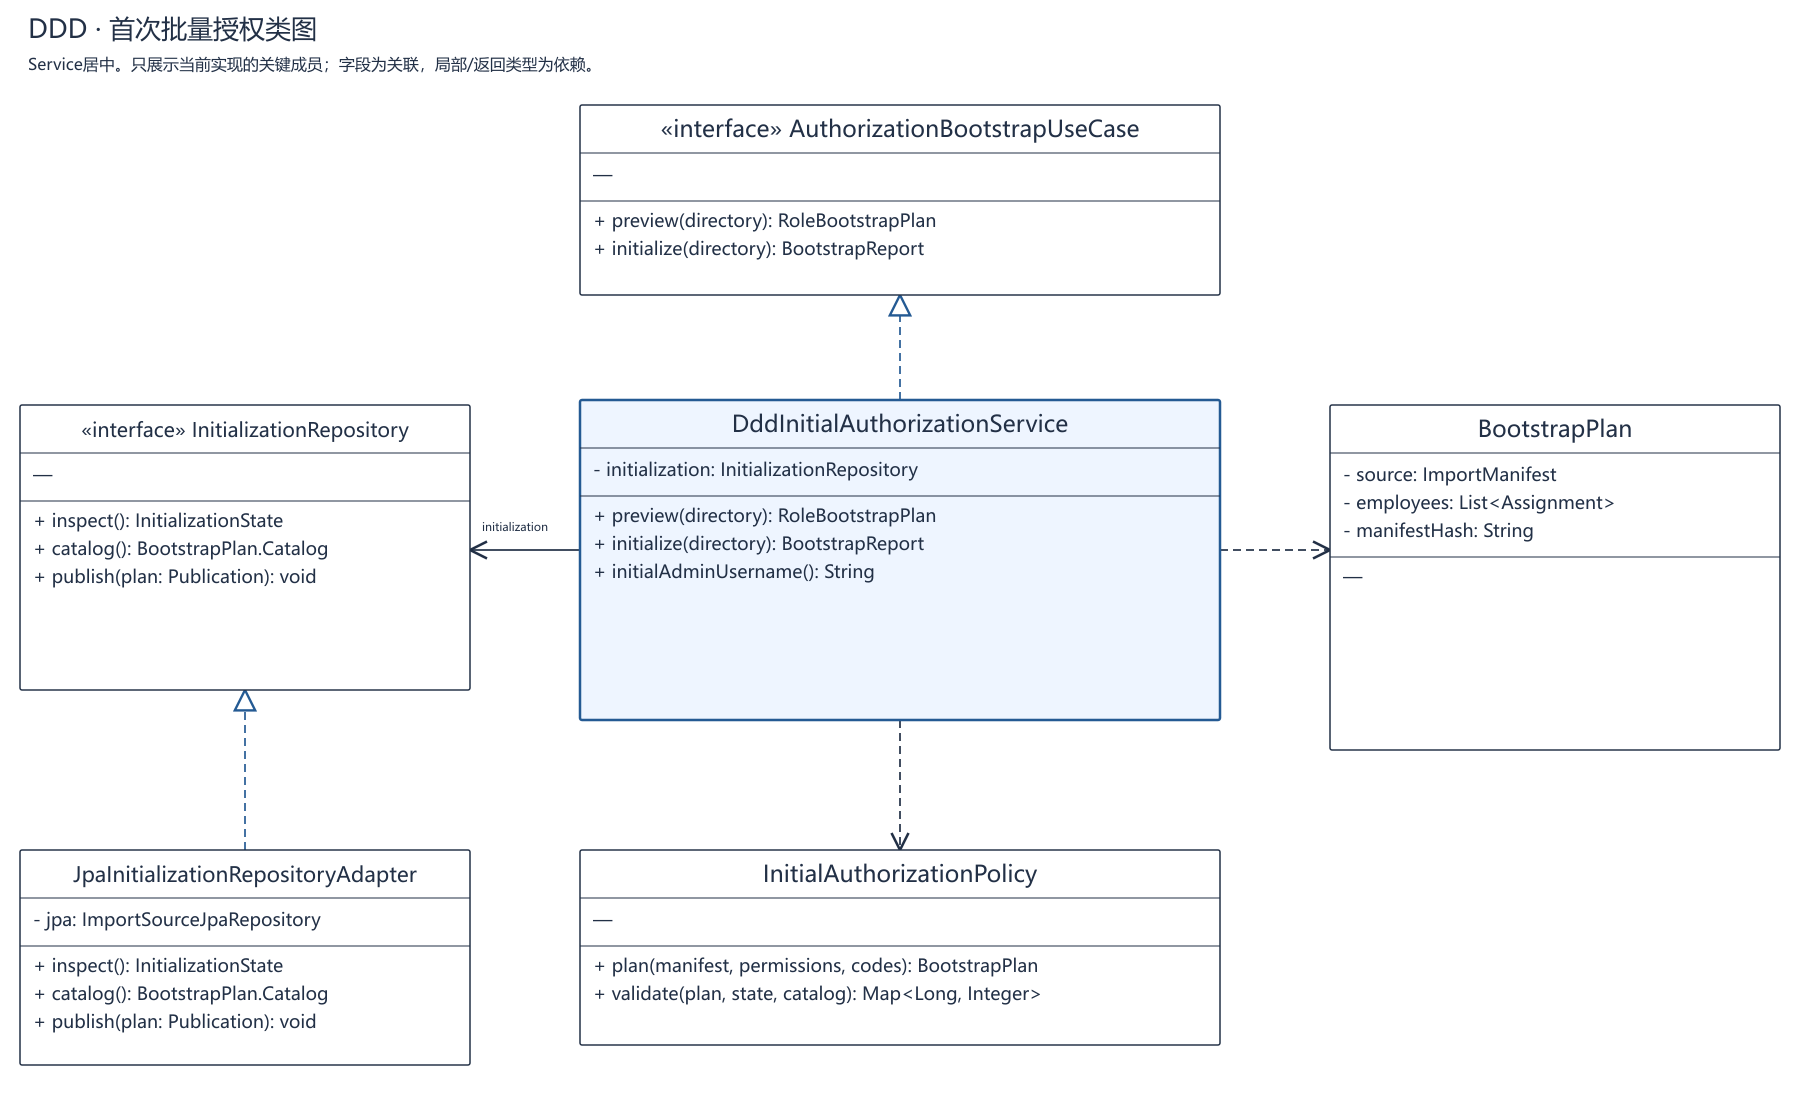 DDD · 首次批量授权类图
Service居中。只展示当前实现的关键成员；字段为关联，局部/返回类型为依赖。
«interface» AuthorizationBootstrapUseCase
—
+ preview(directory): RoleBootstrapPlan
+ initialize(directory): BootstrapReport
«interface» InitializationRepository
—
+ inspect(): InitializationState
+ catalog(): BootstrapPlan.Catalog
+ publish(plan: Publication): void
initialization
DddInitialAuthorizationService
- initialization: InitializationRepository
+ preview(directory): RoleBootstrapPlan
+ initialize(directory): BootstrapReport
+ initialAdminUsername(): String
BootstrapPlan
- source: ImportManifest
- employees: List<Assignment>
- manifestHash: String
—
JpaInitializationRepositoryAdapter
- jpa: ImportSourceJpaRepository
+ inspect(): InitializationState
+ catalog(): BootstrapPlan.Catalog
+ publish(plan: Publication): void
InitialAuthorizationPolicy
—
+ plan(manifest, permissions, codes): BootstrapPlan
+ validate(plan, state, catalog): Map<Long, Integer>